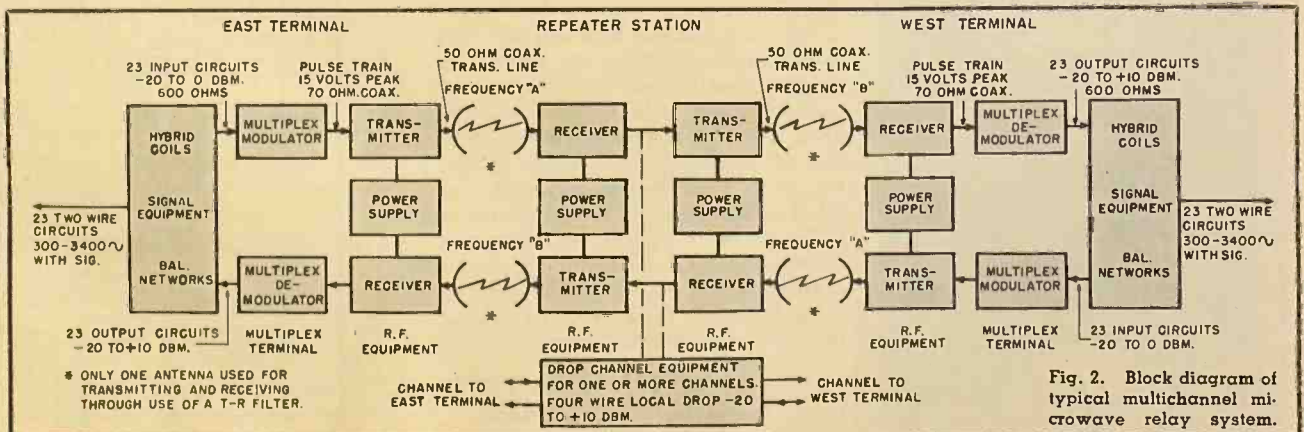 EAST TERMINAL
REPEATER STATION
WEST TERMINAL
23 INPUT CIRCUITS
-20 TO 0 DBM.
600 OHMS
PULSE TRAIN
15 VOLTS PEAK
70 OHM.COAX.
50 OHM COAX.
TRANS. LINE
FREQUENCY "A"
50 OHM COAX.
TRANS. LINE
FREQUENCY "B"
PULSE TRAIN
15 VOLTS PEAK
70 OHM COAX.
23 OUTPUT CIRCUITS
-20 TO +10 DBM.
600 OHMS
HYBRID
COILS
SIGNAL
EQUIPMENT
BAL.
NETWORKS
MULTIPLEX
MODULATOR
TRANS-
MITTER
*
RECEIVER
TRANS-
MITTER
*
RECEIVER
MULTIPLEX
DE-
MODULATOR
HYBRID
COILS
SIGNAL
EQUIPMENT
BAL.
NETWORKS
POWER
SUPPLY
POWER
SUPPLY
POWER
SUPPLY
POWER
SUPPLY
23 TWO WIRE
CIRCUITS
300-3400~
WITH SIG.
23 TWO WIRE
CIRCUITS
300-3400~
WITH SIG.
FREQUENCY "B"
FREQUENCY "A"
MULTIPLEX
DE-
MODULATOR
RECEIVER
*
TRANS-
MITTER
RECEIVER
*
TRANS-
MITTER
MULTIPLEX
MODULATOR
23 OUTPUT CIRCUITS
-20 TO+10 DBM.
MULTIPLEX
TERMINAL
R.F.
EQUIPMENT
R.F.
EQUIPMENT
R.F.
EQUIPMENT
R.F.
EQUIPMENT
MULTIPLEX
TERMINAL
23 INPUT CIRCUITS
-20 TO 0 DBM.
* ONLY ONE ANTENNA USED FOR
TRANSMITTING AND RECEIVING
THROUGH USE OF A T-R FILTER.
CHANNEL TO
EAST TERMINAL
DROP CHANNEL EQUIPMENT
FOR ONE OR MORE CHANNELS.
FOUR WIRE LOCAL DROP -20
TO +10 DBM.
CHANNEL TO
WEST TERMINAL
Fig. 2. Block diagram of
typical multichannel mi-
crowave relay system.